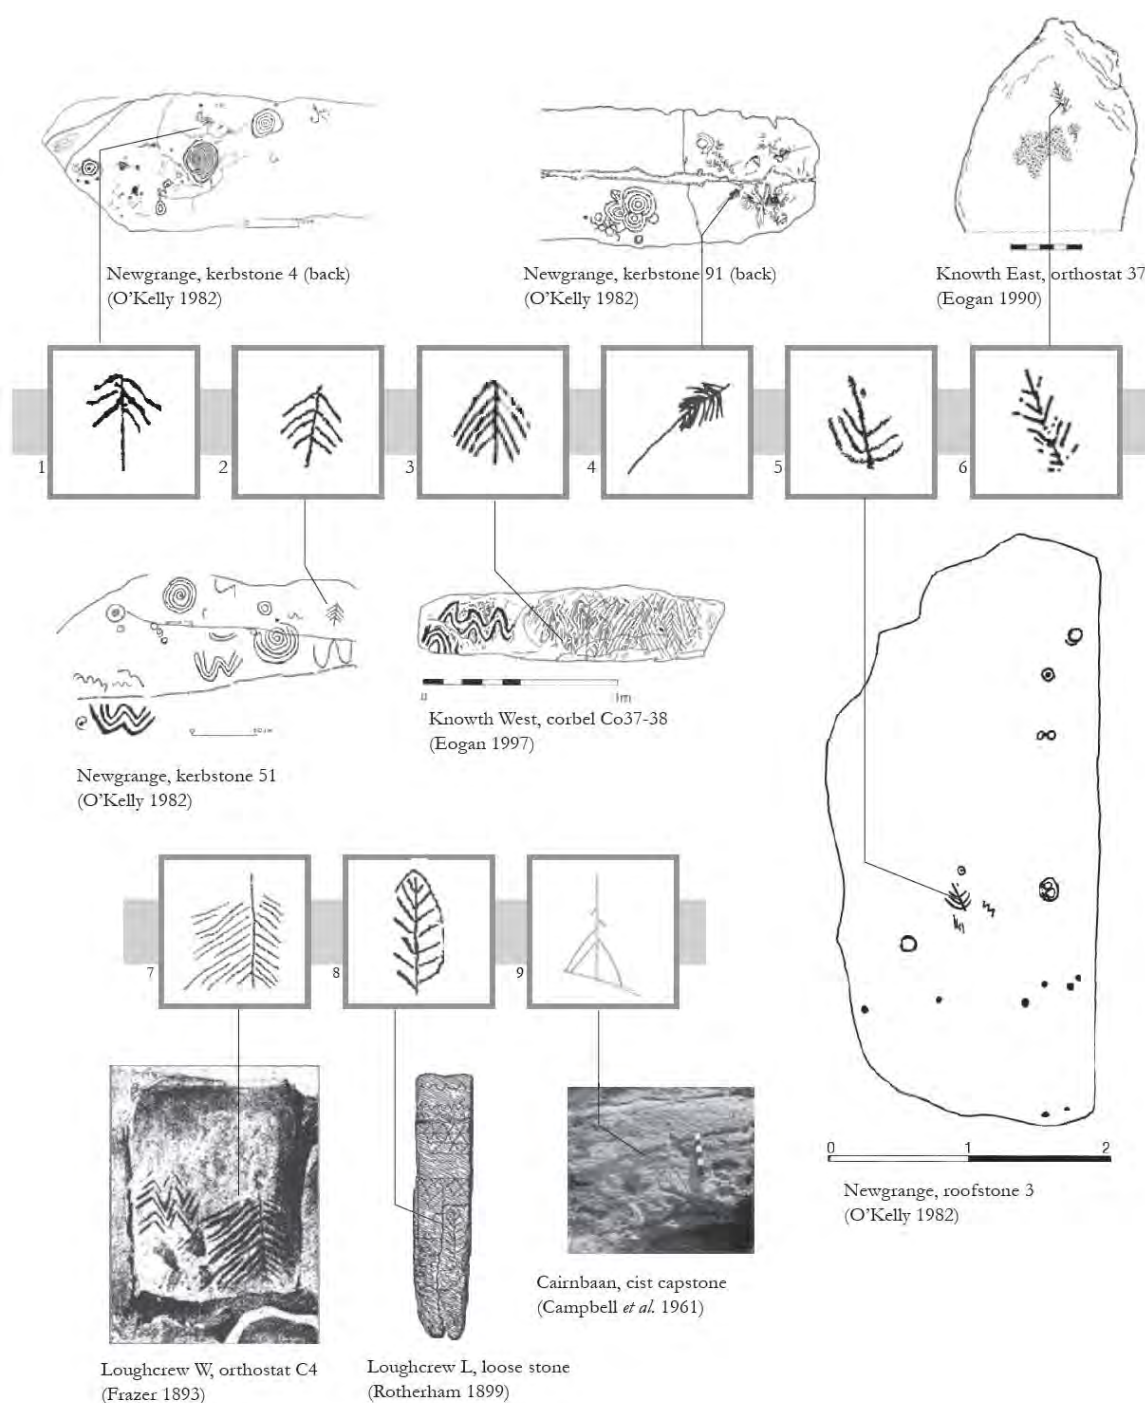 Newgrange, kerbstone 4 (back)
(O'Kelly 1982)
Newgrange, kerbstone 91 (back)
(O'Kelly 1982)
Knowth East, orthostat 37
(Eogan 1990)
1
2
3
4
5
6
0
1m
Knowth West, corbel Co37-38
(Eogan 1997)
Newgrange, kerbstone 51
(O'Kelly 1982)
7
8
9
0 1 2
Newgrange, roofstone 3
(O'Kelly 1982)
Cairnbaan, cist capstone
(Campbell et al. 1961)
Loughcrew W, orthostat C4
(Frazer 1893)
Loughcrew L, loose stone
(Rotherham 1899)